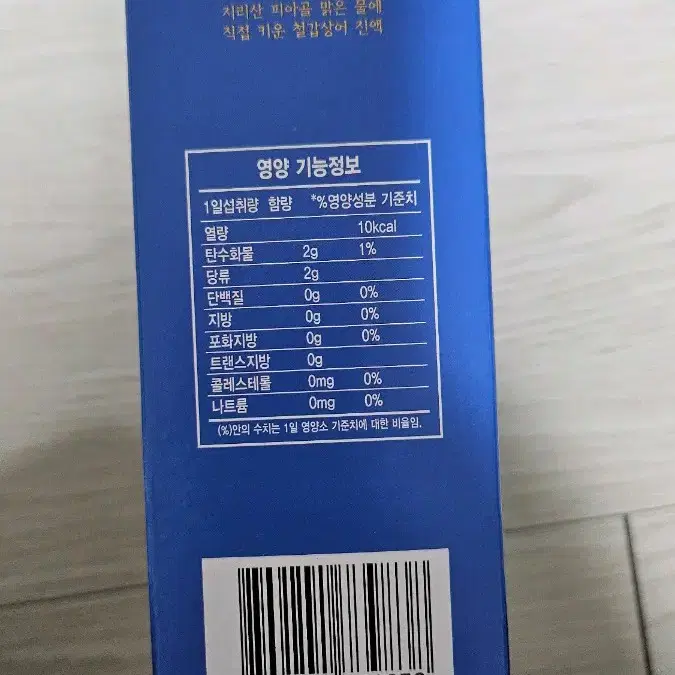 지리산 피아골 맑은 물에
직접 키운 철갑상어 진액
영양 기능정보
1일섭취량 함량 *%영양성분 기준치
열량 10kcal
탄수화물 2g 1%
당류 2g
단백질 0g 0%
지방 0g 0%
포화지방 0g 0%
트랜스지방 0g
콜레스테롤 0mg 0%
나트륨 0mg 0%
(%)안의 수치는 1일 영양소 기준치에 대한 비율임.